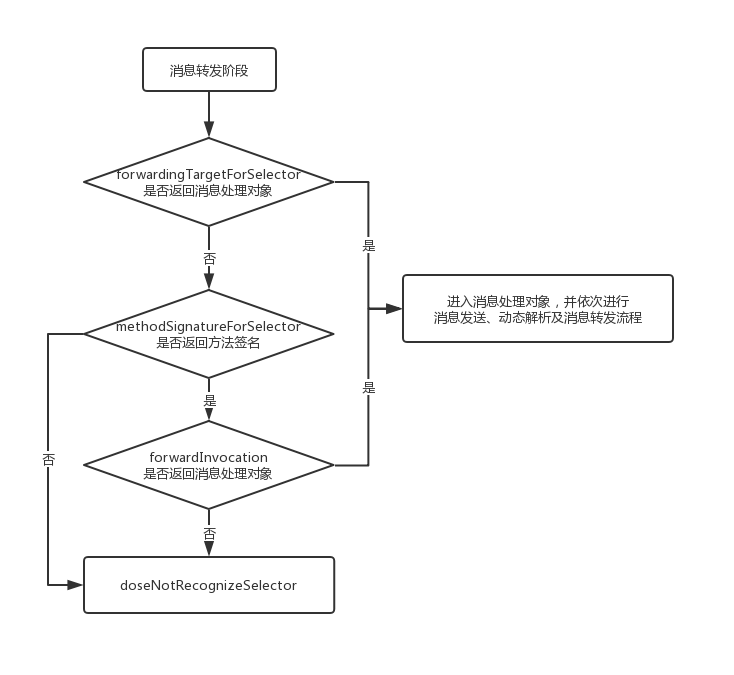 消息转发阶段
forwardingTargetForSelector
是否返回消息处理对象
是
否
进入消息处理对象，并依次进行
消息发送、动态解析及消息转发流程
methodSignatureForSelector
是否返回方法签名
是
是
forwardInvocation
是否返回消息处理对象
否
否
doseNotRecognizeSelector